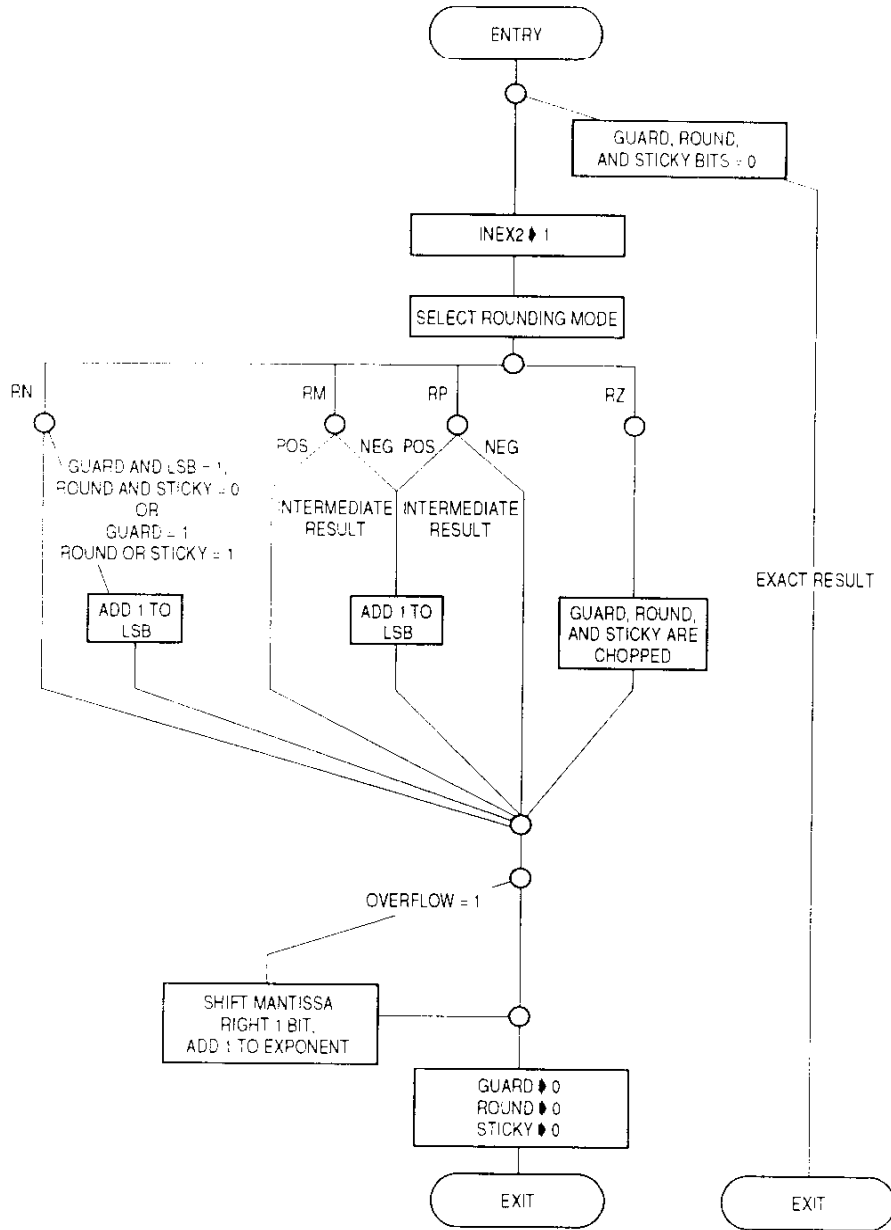 ENTRY
GUARD, ROUND,
AND STICKY BITS = 0
INEX2 ➧ 1
SELECT ROUNDING MODE
RN
RM
RP
RZ
POS
NEG
POS
NEG
GUARD AND LSB = 1,
ROUND AND STICKY = 0
OR
GUARD = 1
ROUND OR STICKY = 1
INTERMEDIATE
RESULT
INTERMEDIATE
RESULT
EXACT RESULT
ADD 1 TO
LSB
ADD 1 TO
LSB
GUARD, ROUND,
AND STICKY ARE
CHOPPED
OVERFLOW = 1
SHIFT MANTISSA
RIGHT 1 BIT,
ADD 1 TO EXPONENT
GUARD ➧ 0
ROUND ➧ 0
STICKY ➧ 0
EXIT
EXIT